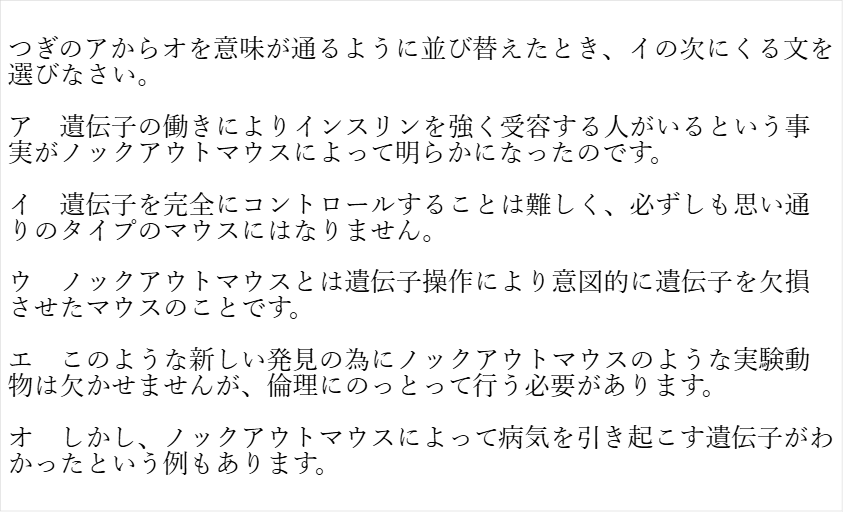 つぎのアからオを意味が通るように並び替えたとき、イの次にくる文を
選びなさい。
ア　遺伝子の働きによりインスリンを強く受容する人がいるという事
実がノックアウトマウスによって明らかになったのです。
イ　遺伝子を完全にコントロールすることは難しく、必ずしも思い通
りのタイプのマウスにはなりません。
ウ　ノックアウトマウスとは遺伝子操作により意図的に遺伝子を欠損
させたマウスのことです。
エ　このような新しい発見の為にノックアウトマウスのような実験動
物は欠かせませんが、倫理にのっとって行う必要があります。
オ　しかし、ノックアウトマウスによって病気を引き起こす遺伝子がわ
かったという例もあります。